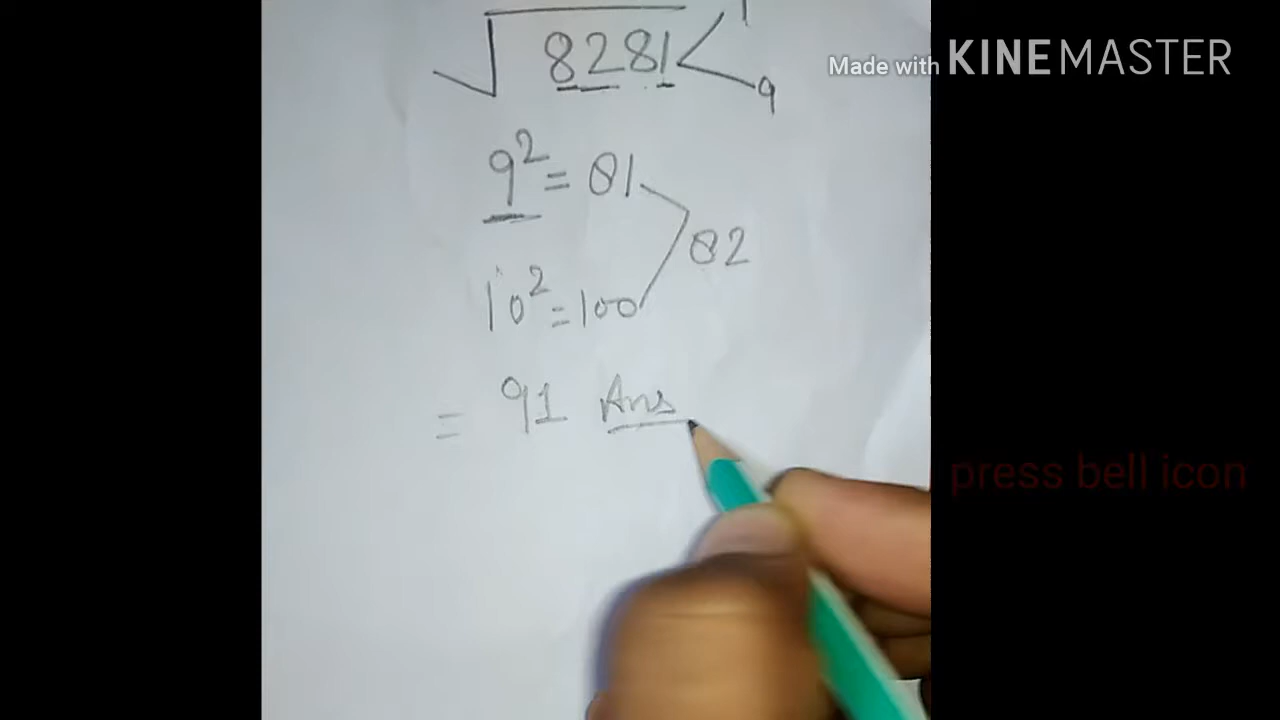 √8281 < 1
9
Made with KINEMASTER
9² = 81
82
10² = 100
= 91 Ans
press bell icon